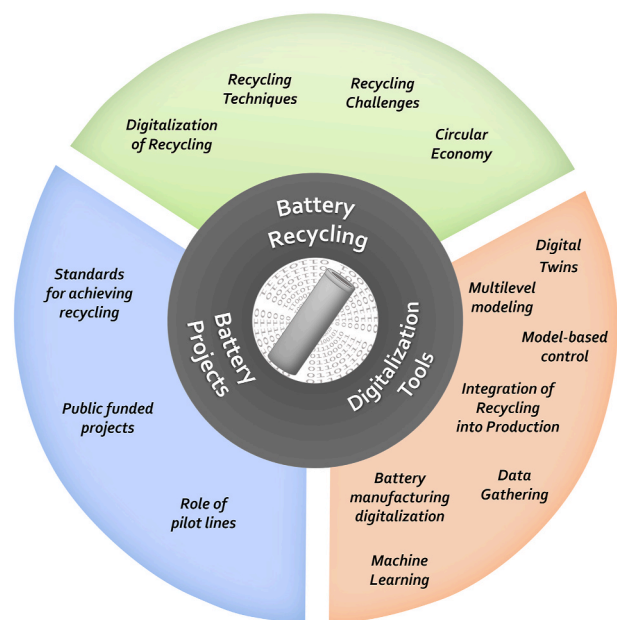 Recycling
Techniques
Recycling
Challenges
Digitalization
of Recycling
Circular
Economy
Battery
Recycling
Digitalization
Tools
Battery
Projects
Digital
Twins
Multilevel
modeling
Model-based
control
Integration of
Recycling
into Production
Data
Gathering
Battery
manufacturing
digitalization
Machine
Learning
Standards
for achieving
recycling
Public funded
projects
Role of
pilot lines